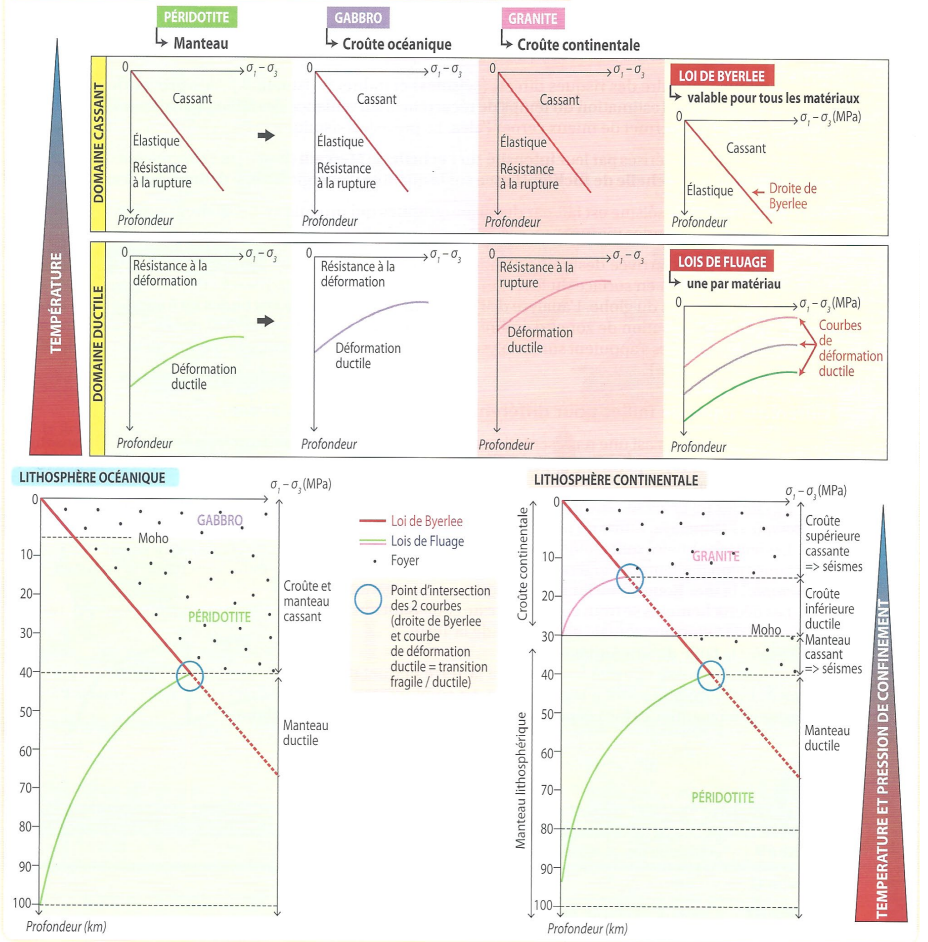 PÉRIDOTITE
Manteau
GABBRO
Croûte océanique
GRANITE
Croûte continentale
TEMPÉRATURE
DOMAINE CASSANT
0
σ1 – σ3
Cassant
Élastique
Résistance
à la rupture
Profondeur
0
σ1 – σ3
Cassant
Élastique
Résistance
à la rupture
Profondeur
0
σ1 – σ3
Cassant
Élastique
Résistance
à la rupture
Profondeur
LOI DE BYERLEE
valable pour tous les matériaux
0
σ1 – σ3 (MPa)
Cassant
Élastique
Droite de
Byerlee
Profondeur
DOMAINE DUCTILE
0
σ1 – σ3
Résistance à la
déformation
Déformation
ductile
Profondeur
0
σ1 – σ3
Résistance à la
déformation
Déformation
ductile
Profondeur
0
σ1 – σ3
Résistance à la
rupture
Déformation
ductile
Profondeur
LOIS DE FLUAGE
une par matériau
0
σ1 – σ3 (MPa)
Courbes
de
déformation
ductile
Profondeur
LITHOSPHÈRE OCÉANIQUE
σ1 – σ3 (MPa)
0
10
20
30
40
50
60
70
80
90
100
GABBRO
Moho
PÉRIDOTITE
Croûte et
manteau
cassant
Manteau
ductile
Profondeur (km)
Loi de Byerlee
Lois de Fluage
Foyer
Point d'intersection
des 2 courbes
(droite de Byerlee
et courbe
de déformation
ductile = transition
fragile / ductile)
LITHOSPHÈRE CONTINENTALE
σ1 – σ3 (MPa)
0
10
20
30
40
50
60
70
80
90
100
Croûte continentale
Manteau lithosphérique
GRANITE
Moho
PÉRIDOTITE
Croûte
supérieure
cassante
=> séismes
Croûte
inférieure
ductile
Manteau
cassant
=> séismes
Manteau
ductile
Profondeur (km)
TEMPERATURE ET PRESSION DE CONFINEMENT